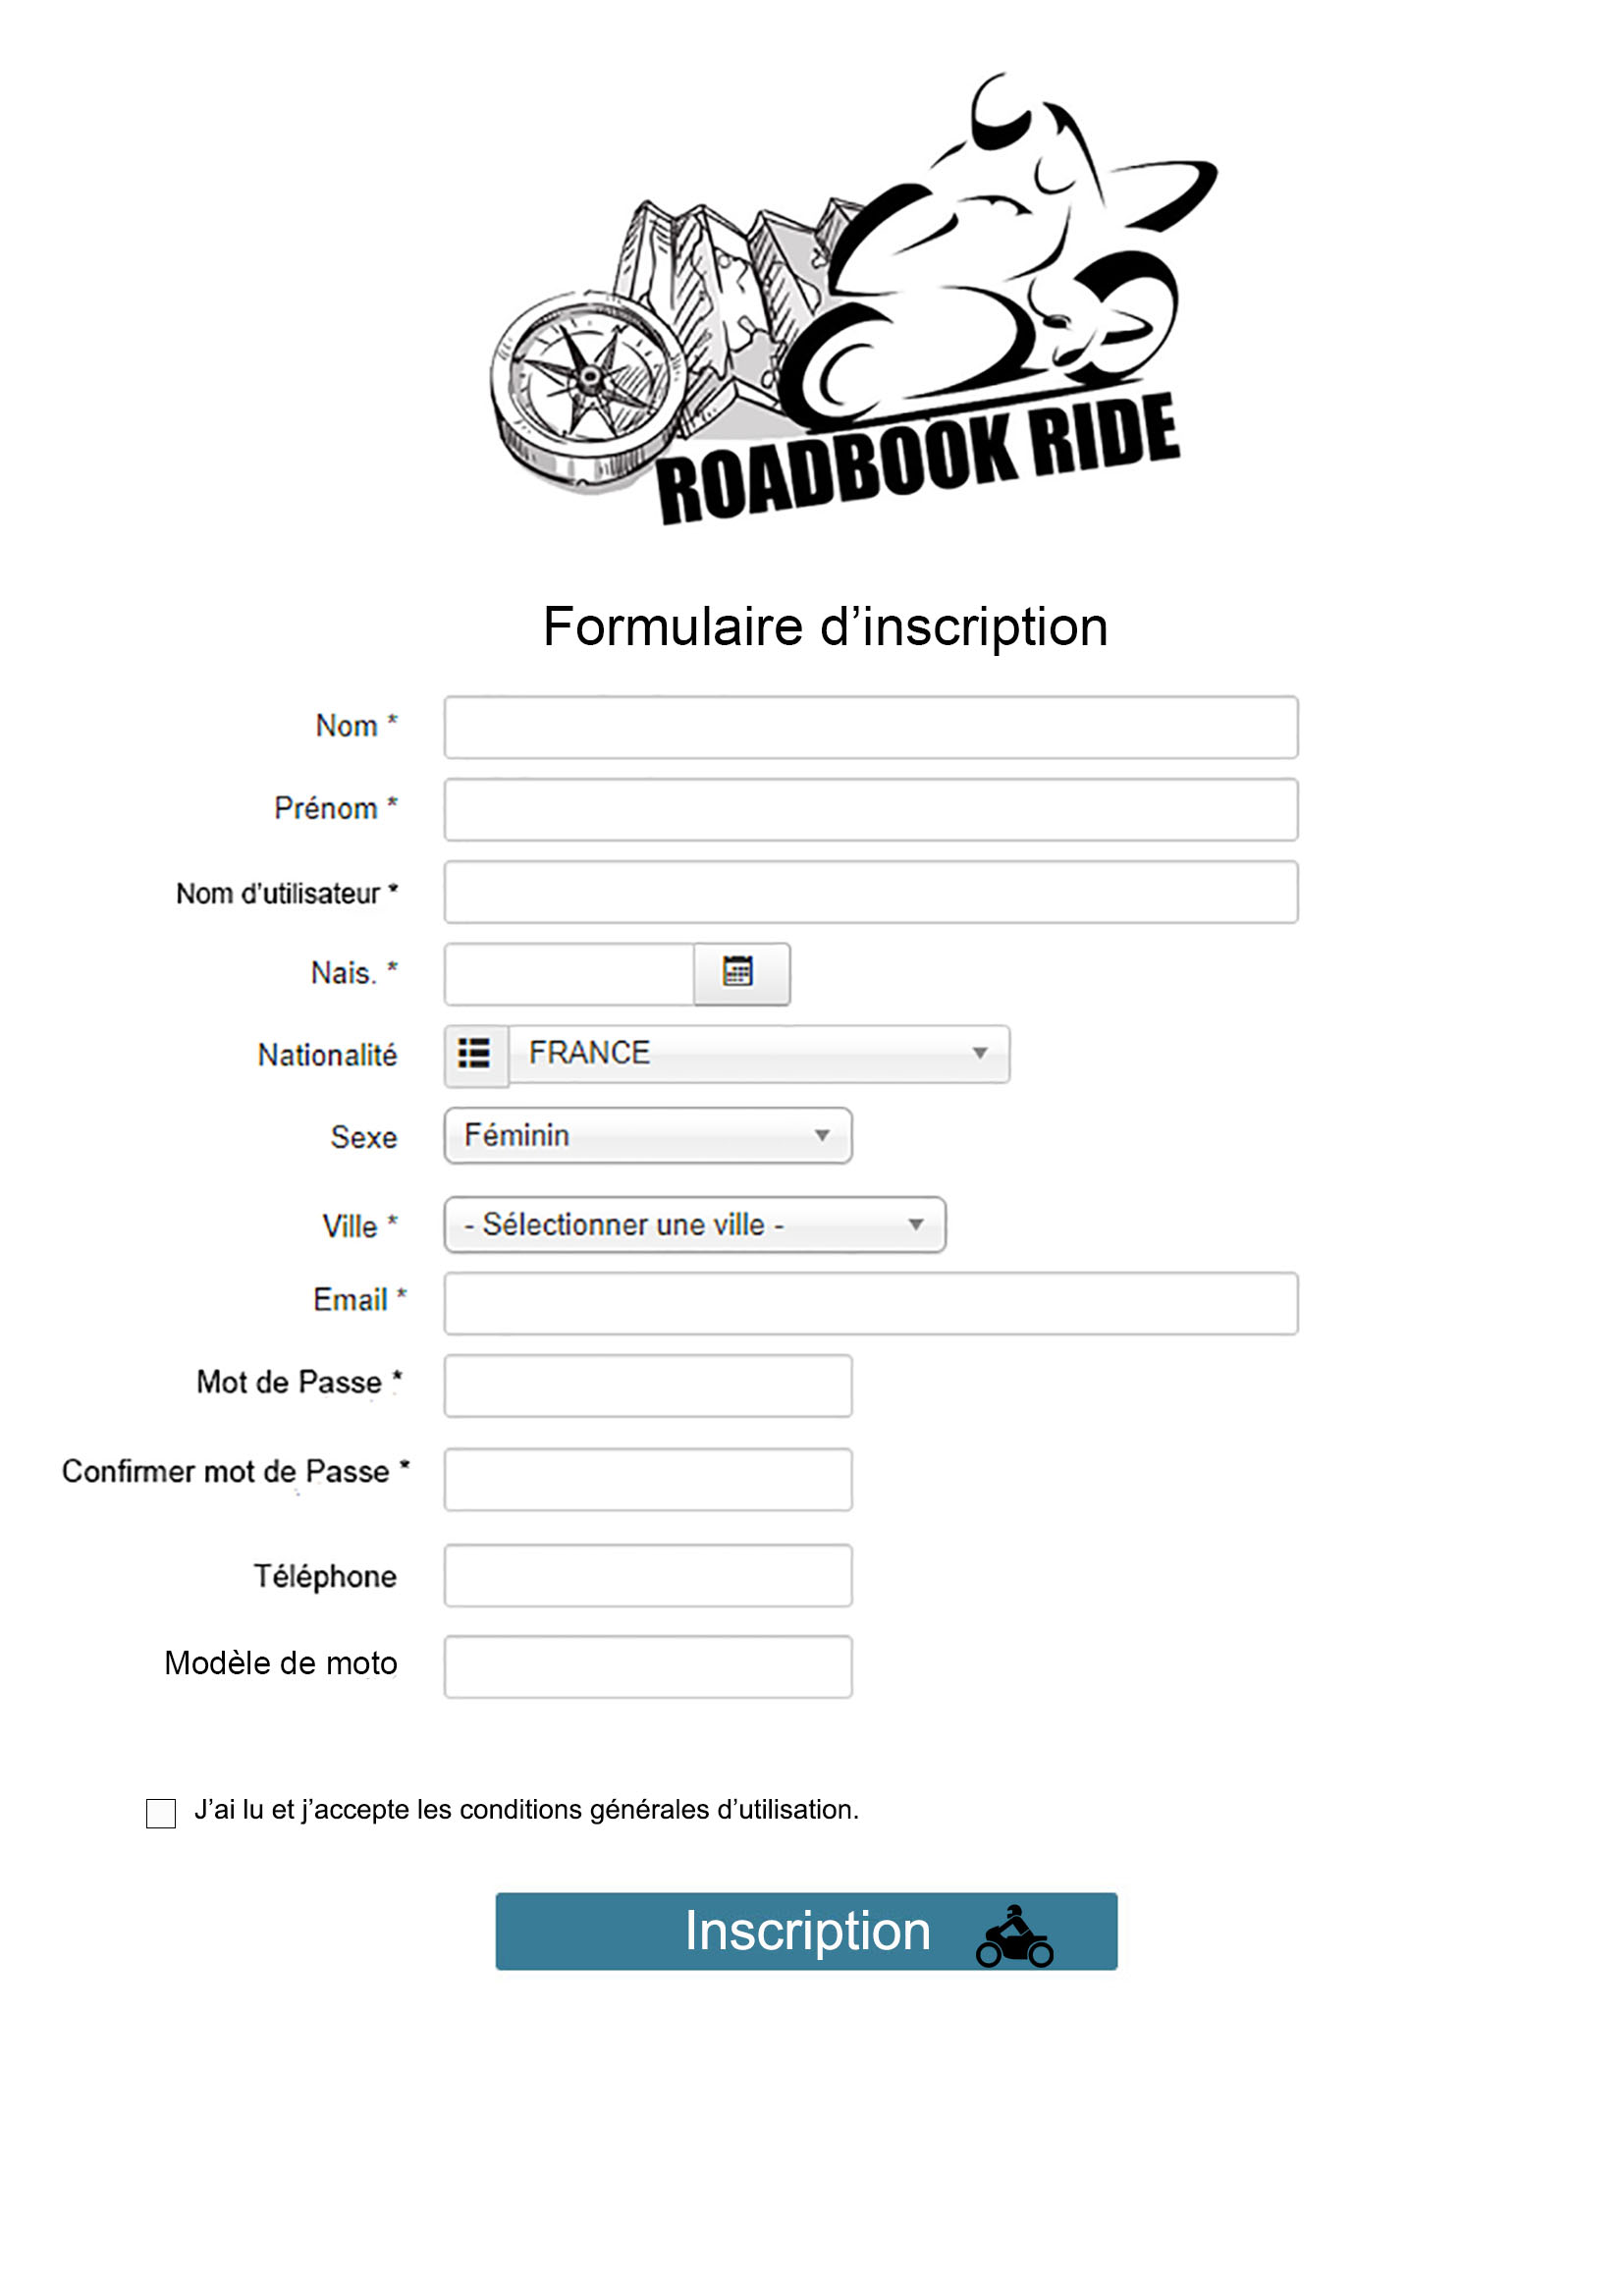 ROADBOOK RIDE
Formulaire d’inscription
Nom *
Prénom *
Nom d’utilisateur *
Nais. *
Nationalité FRANCE
Sexe Féminin
Ville * - Sélectionner une ville -
Email *
Mot de Passe *
Confirmer mot de Passe *
Téléphone
Modèle de moto
J’ai lu et j’accepte les conditions générales d’utilisation.
Inscription